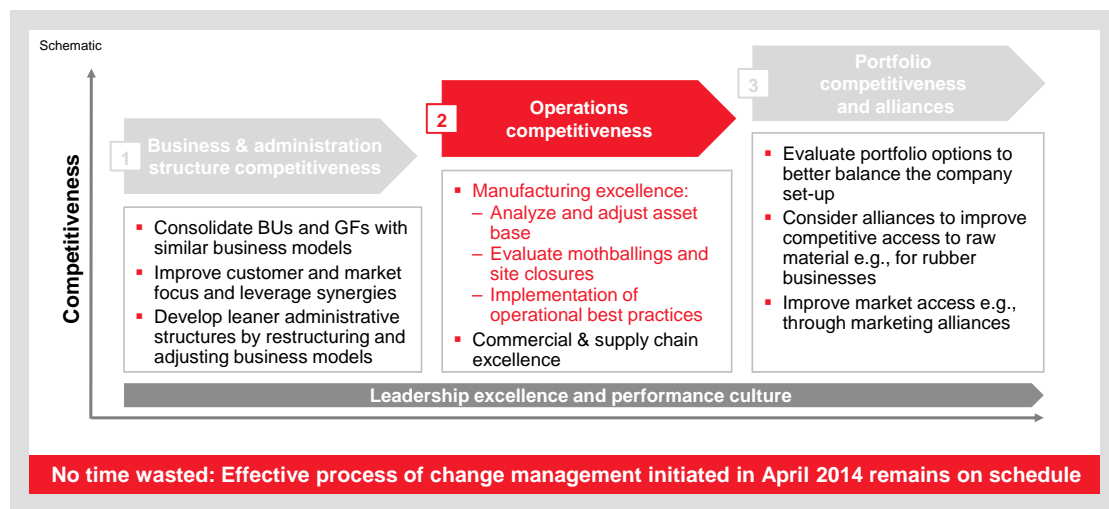 Schematic
Competitiveness
1
Business & administration
structure competitiveness
▪ Consolidate BUs and GFs with
similar business models
▪ Improve customer and market
focus and leverage synergies
▪ Develop leaner administrative
structures by restructuring and
adjusting business models
2
Operations
competitiveness
▪ Manufacturing excellence:
– Analyze and adjust asset
base
– Evaluate mothballings and
site closures
– Implementation of
operational best practices
▪ Commercial & supply chain
excellence
3
Portfolio
competitiveness
and alliances
▪ Evaluate portfolio options to
better balance the company
set-up
▪ Consider alliances to improve
competitive access to raw
material e.g., for rubber
businesses
▪ Improve market access e.g.,
through marketing alliances
Leadership excellence and performance culture
No time wasted: Effective process of change management initiated in April 2014 remains on schedule